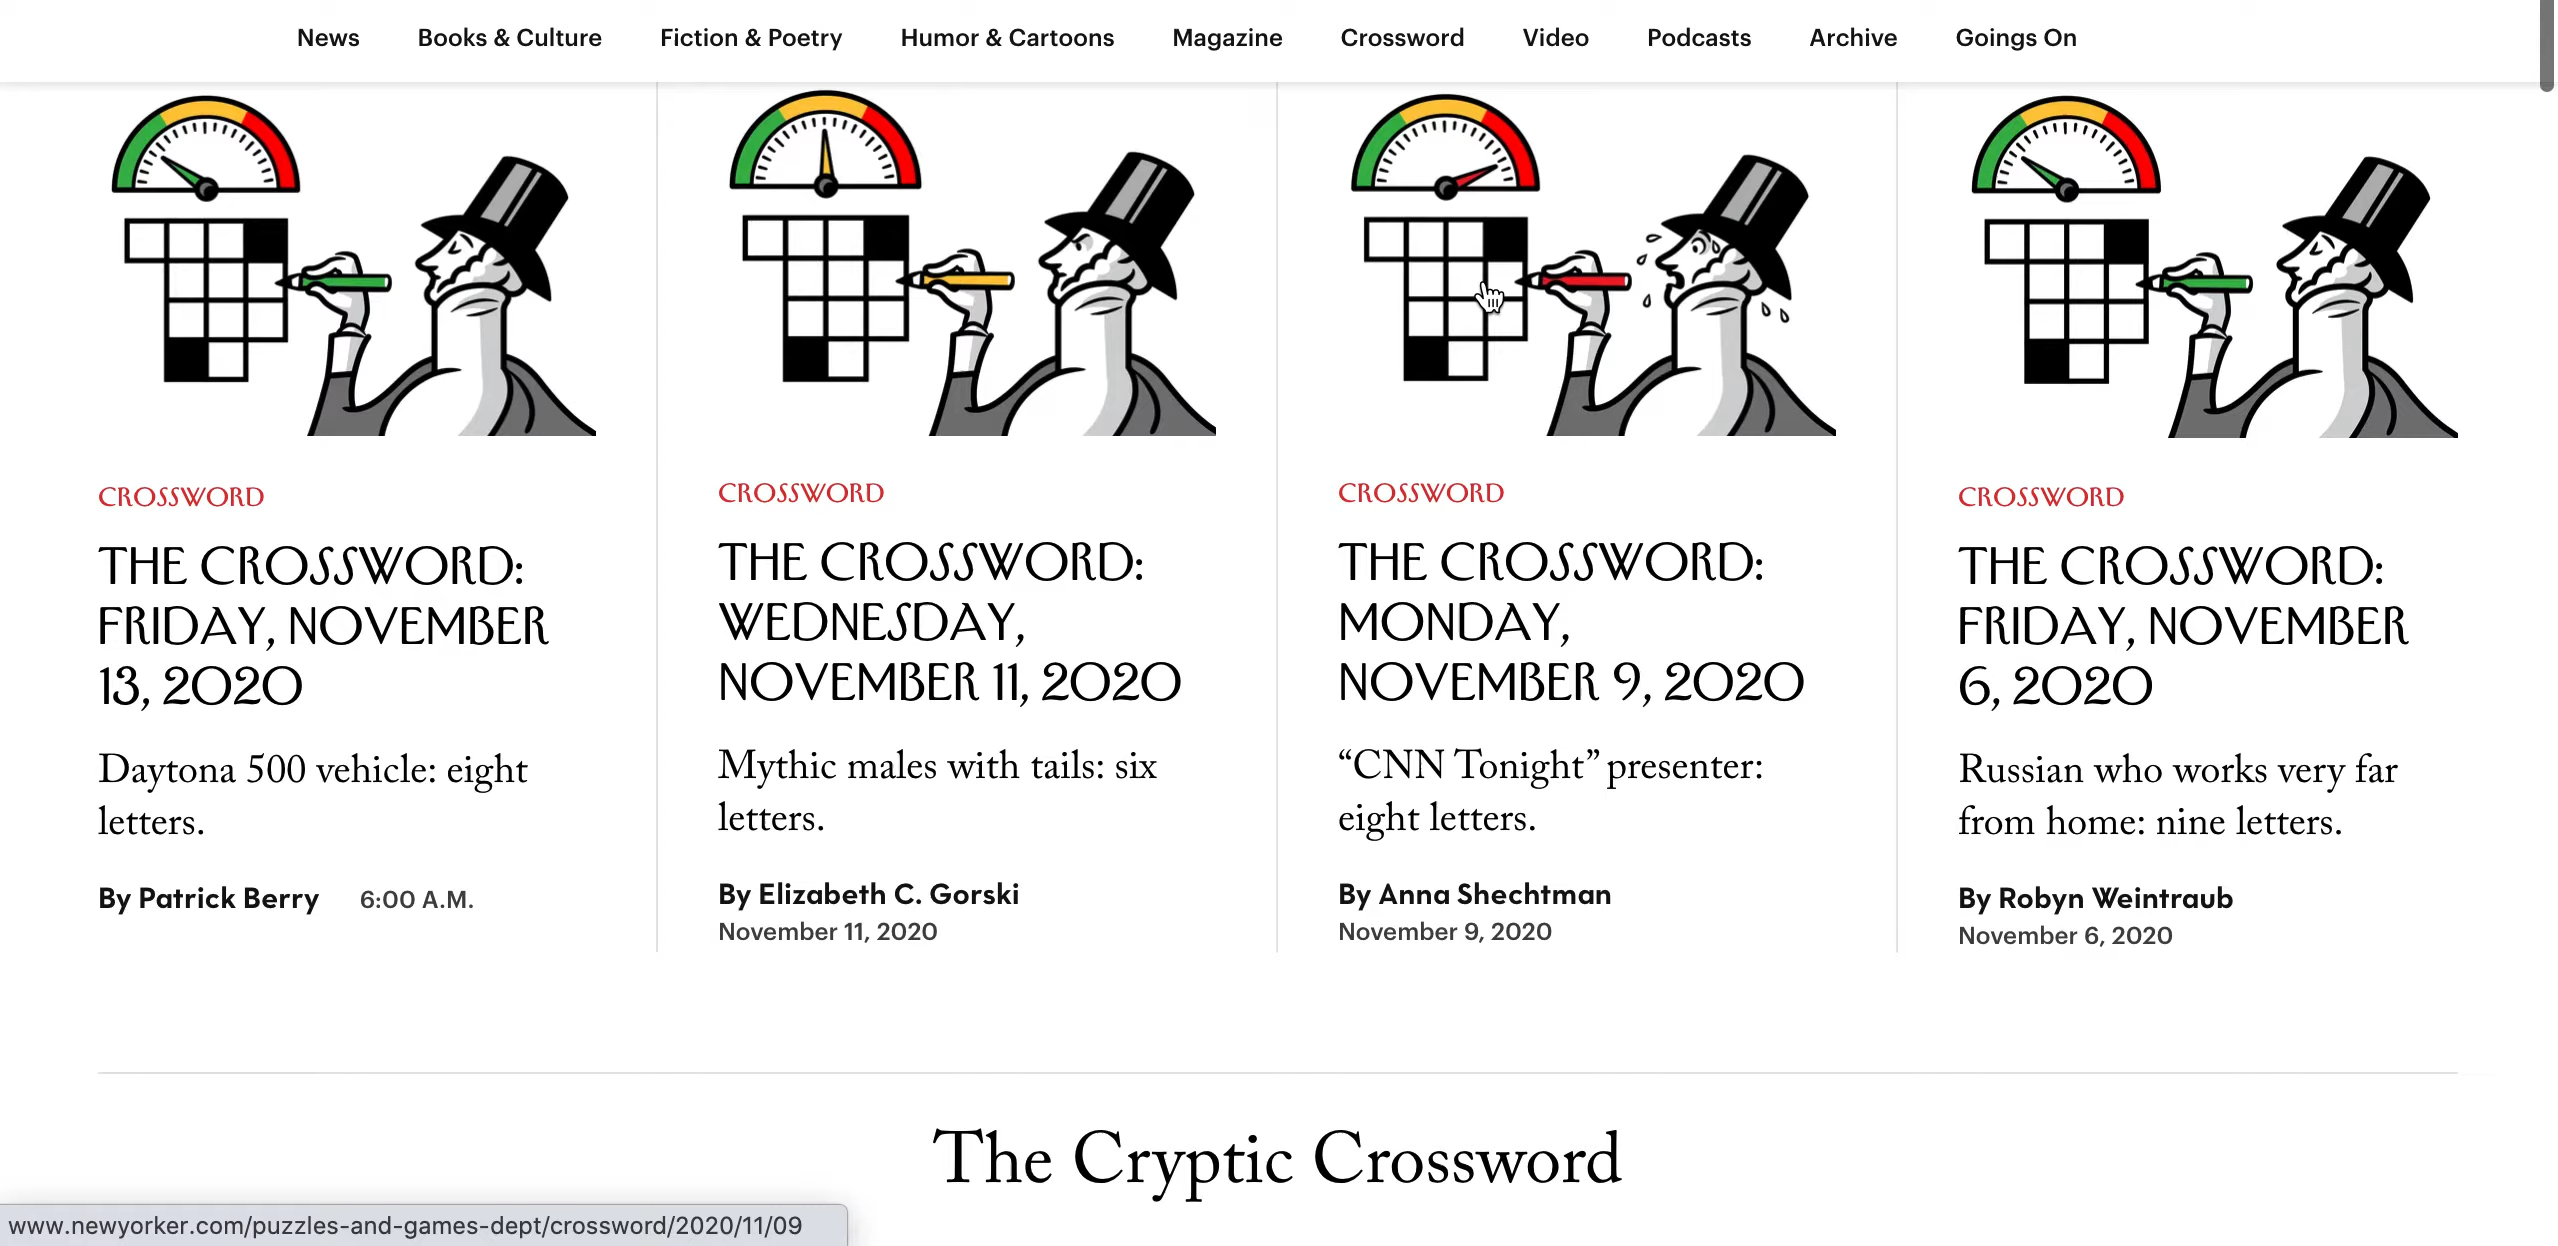 News Books & Culture Fiction & Poetry Humor & Cartoons Magazine Crossword Video Podcasts Archive Goings On
CROSSWORD
THE CROSSWORD:
FRIDAY, NOVEMBER
13, 2020
Daytona 500 vehicle: eight
letters.
By Patrick Berry 6:00 A.M.
CROSSWORD
THE CROSSWORD:
WEDNESDAY,
NOVEMBER 11, 2020
Mythic males with tails: six
letters.
By Elizabeth C. Gorski
November 11, 2020
CROSSWORD
THE CROSSWORD:
MONDAY,
NOVEMBER 9, 2020
“CNN Tonight” presenter:
eight letters.
By Anna Shechtman
November 9, 2020
CROSSWORD
THE CROSSWORD:
FRIDAY, NOVEMBER
6, 2020
Russian who works very far
from home: nine letters.
By Robyn Weintraub
November 6, 2020
The Cryptic Crossword
www.newyorker.com/puzzles-and-games-dept/crossword/2020/11/09